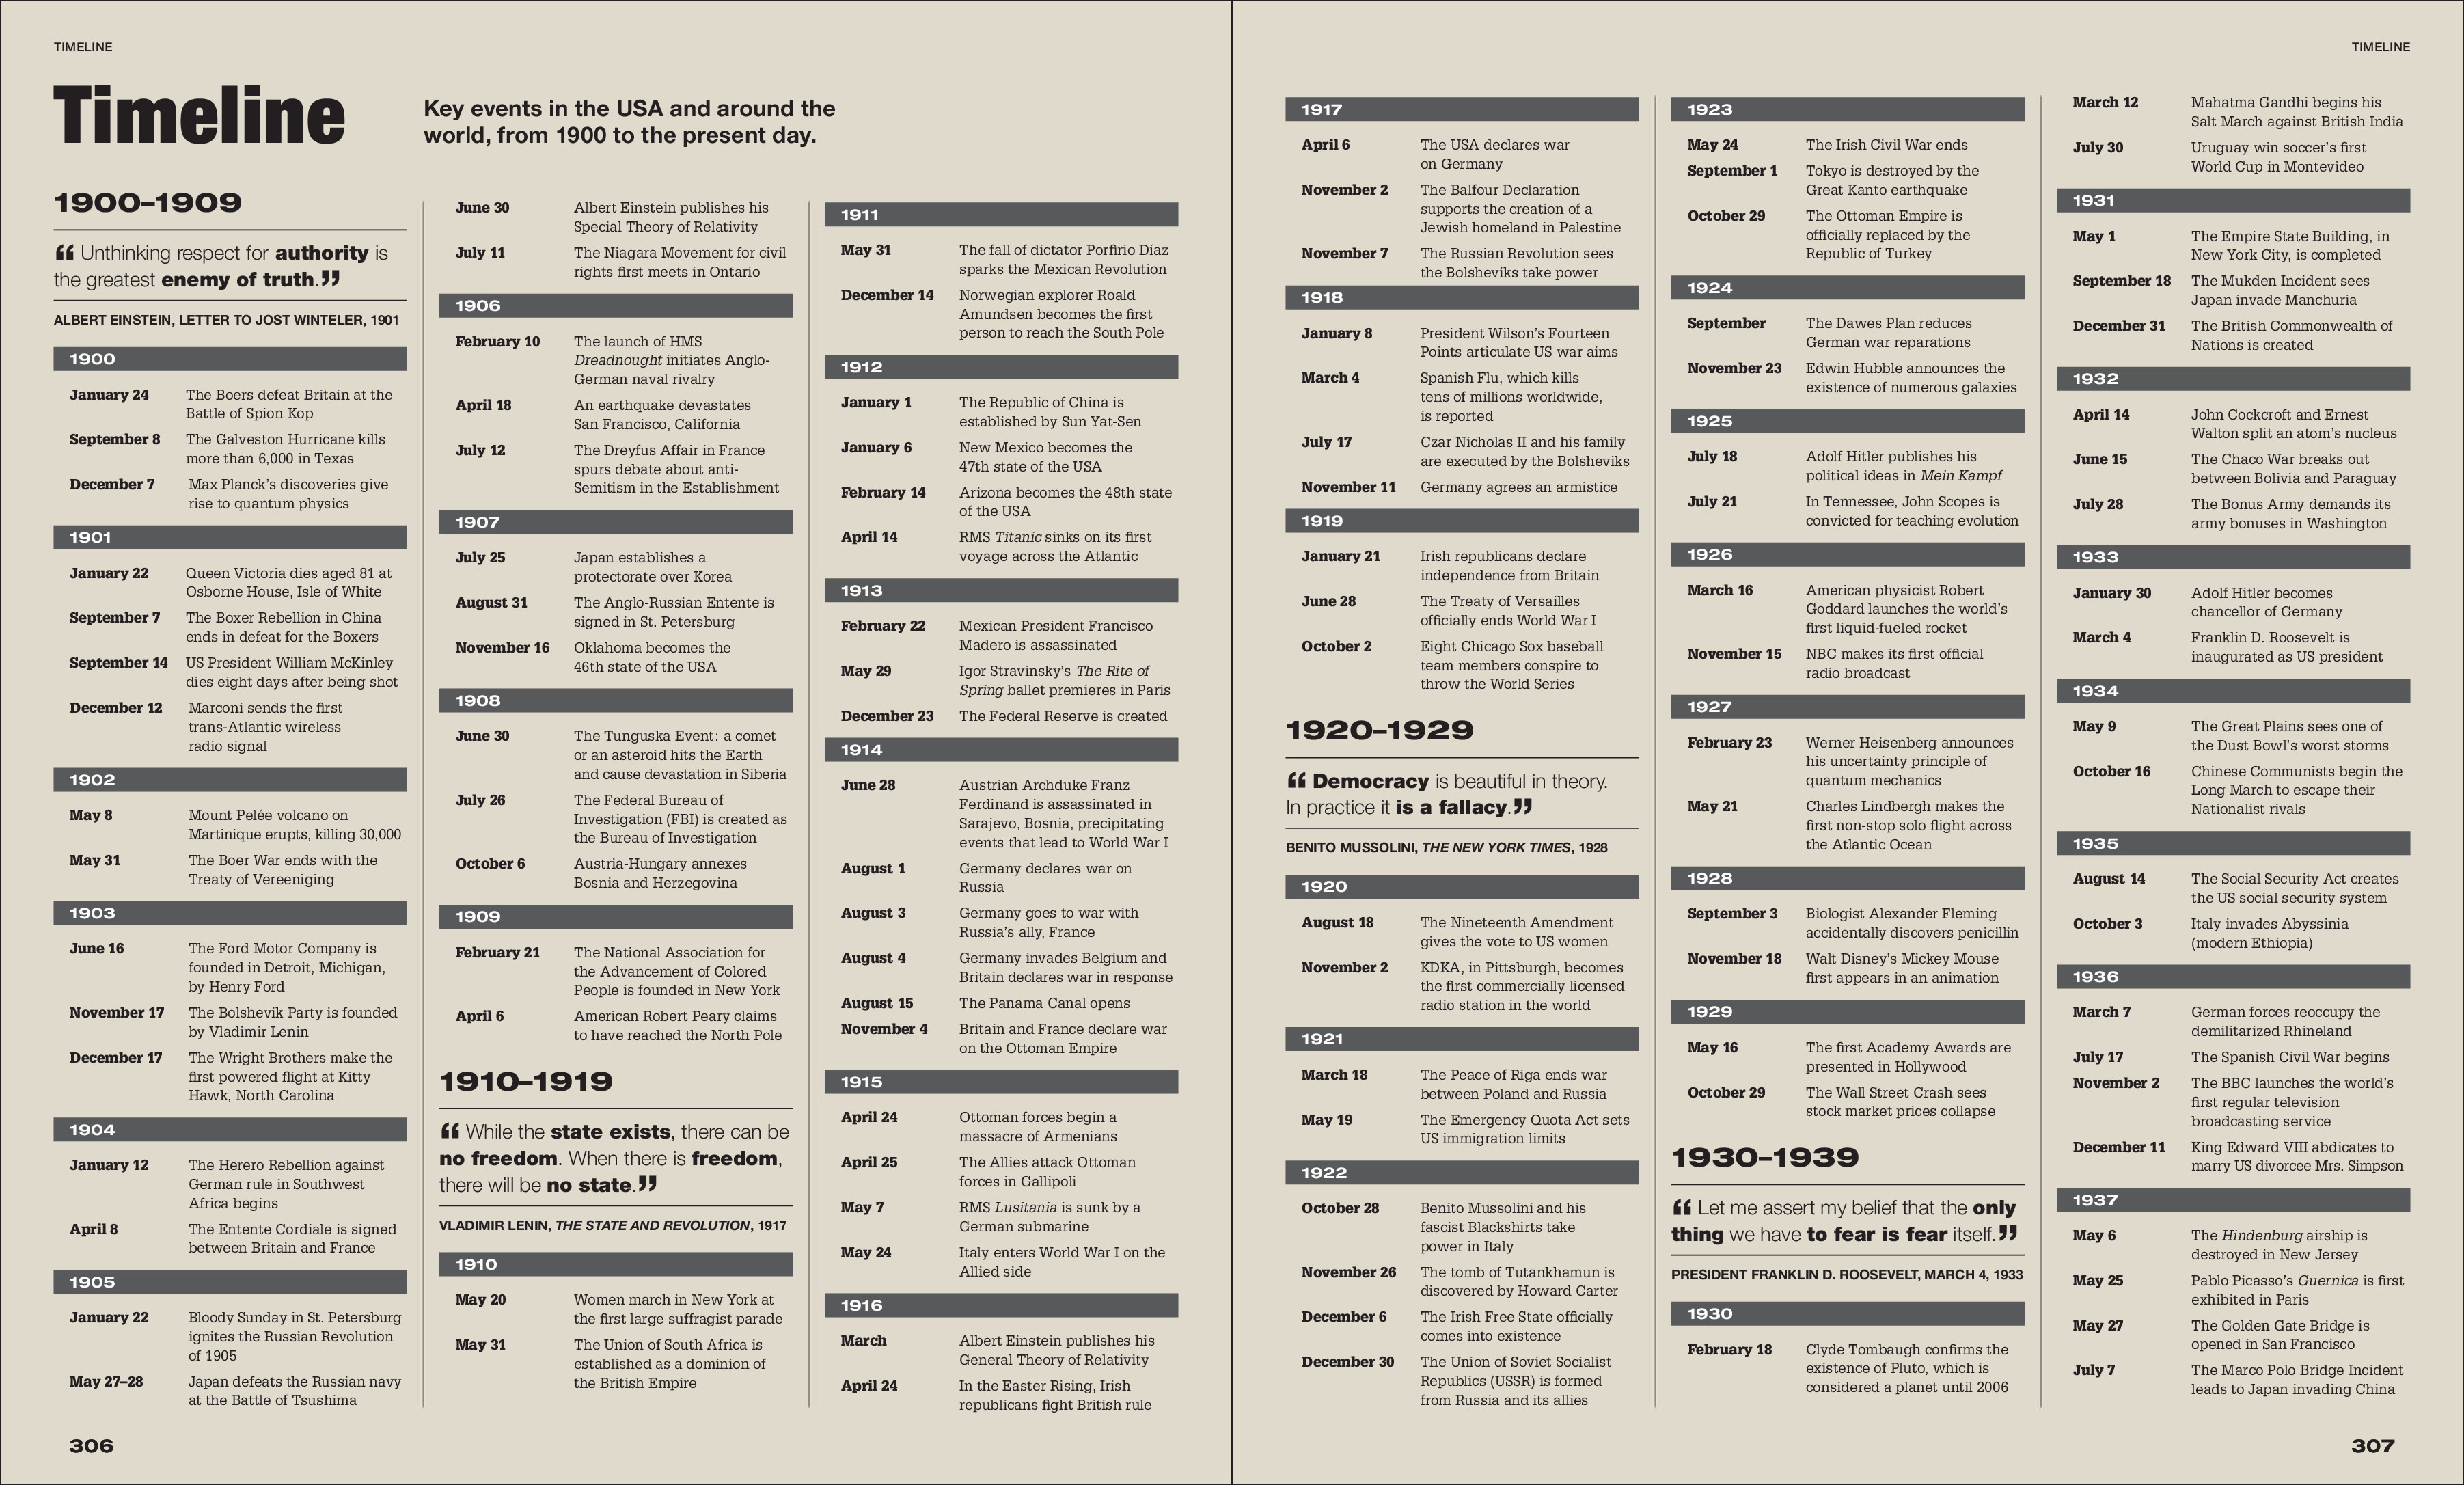 TIMELINE
Timeline
Key events in the USA and around the
world, from 1900 to the present day.
1900–1909
“ Unthinking respect for authority is
the greatest enemy of truth.”
ALBERT EINSTEIN, LETTER TO JOST WINTELER, 1901
1900
January 24 The Boers defeat Britain at the
Battle of Spion Kop
September 8 The Galveston Hurricane kills
more than 6,000 in Texas
December 7 Max Planck’s discoveries give
rise to quantum physics
1901
January 22 Queen Victoria dies aged 81 at
Osborne House, Isle of White
September 7 The Boxer Rebellion in China
ends in defeat for the Boxers
September 14 US President William McKinley
dies eight days after being shot
December 12 Marconi sends the first
trans-Atlantic wireless
radio signal
1902
May 8 Mount Pelée volcano on
Martinique erupts, killing 30,000
May 31 The Boer War ends with the
Treaty of Vereeniging
1903
June 16 The Ford Motor Company is
founded in Detroit, Michigan,
by Henry Ford
November 17 The Bolshevik Party is founded
by Vladimir Lenin
December 17 The Wright Brothers make the
first powered flight at Kitty
Hawk, North Carolina
1904
January 12 The Herero Rebellion against
German rule in Southwest
Africa begins
April 8 The Entente Cordiale is signed
between Britain and France
1905
January 22 Bloody Sunday in St. Petersburg
ignites the Russian Revolution
of 1905
May 27–28 Japan defeats the Russian navy
at the Battle of Tsushima
June 30 Albert Einstein publishes his
Special Theory of Relativity
July 11 The Niagara Movement for civil
rights first meets in Ontario
1906
February 10 The launch of HMS
Dreadnought initiates Anglo-
German naval rivalry
April 18 An earthquake devastates
San Francisco, California
July 12 The Dreyfus Affair in France
spurs debate about anti-
Semitism in the Establishment
1907
July 25 Japan establishes a
protectorate over Korea
August 31 The Anglo-Russian Entente is
signed in St. Petersburg
November 16 Oklahoma becomes the
46th state of the USA
1908
June 30 The Tunguska Event: a comet
or an asteroid hits the Earth
and cause devastation in Siberia
July 26 The Federal Bureau of
Investigation (FBI) is created as
the Bureau of Investigation
October 6 Austria-Hungary annexes
Bosnia and Herzegovina
1909
February 21 The National Association for
the Advancement of Colored
People is founded in New York
April 6 American Robert Peary claims
to have reached the North Pole
1910–1919
“ While the state exists, there can be
no freedom. When there is freedom,
there will be no state.”
VLADIMIR LENIN, THE STATE AND REVOLUTION, 1917
1910
May 20 Women march in New York at
the first large suffragist parade
May 31 The Union of South Africa is
established as a dominion of
the British Empire
1911
May 31 The fall of dictator Porfirio Díaz
sparks the Mexican Revolution
December 14 Norwegian explorer Roald
Amundsen becomes the first
person to reach the South Pole
1912
January 1 The Republic of China is
established by Sun Yat-Sen
January 6 New Mexico becomes the
47th state of the USA
February 14 Arizona becomes the 48th state
of the USA
April 14 RMS Titanic sinks on its first
voyage across the Atlantic
1913
February 22 Mexican President Francisco
Madero is assassinated
May 29 Igor Stravinsky’s The Rite of
Spring ballet premieres in Paris
December 23 The Federal Reserve is created
1914
June 28 Austrian Archduke Franz
Ferdinand is assassinated in
Sarajevo, Bosnia, precipitating
events that lead to World War I
August 1 Germany declares war on
Russia
August 3 Germany goes to war with
Russia’s ally, France
August 4 Germany invades Belgium and
Britain declares war in response
August 15 The Panama Canal opens
November 4 Britain and France declare war
on the Ottoman Empire
1915
April 24 Ottoman forces begin a
massacre of Armenians
April 25 The Allies attack Ottoman
forces in Gallipoli
May 7 RMS Lusitania is sunk by a
German submarine
May 24 Italy enters World War I on the
Allied side
1916
March Albert Einstein publishes his
General Theory of Relativity
April 24 In the Easter Rising, Irish
republicans fight British rule
306
TIMELINE
1917
April 6 The USA declares war
on Germany
November 2 The Balfour Declaration
supports the creation of a
Jewish homeland in Palestine
November 7 The Russian Revolution sees
the Bolsheviks take power
1918
January 8 President Wilson’s Fourteen
Points articulate US war aims
March 4 Spanish Flu, which kills
tens of millions worldwide,
is reported
July 17 Czar Nicholas II and his family
are executed by the Bolsheviks
November 11 Germany agrees an armistice
1919
January 21 Irish republicans declare
independence from Britain
June 28 The Treaty of Versailles
officially ends World War I
October 2 Eight Chicago Sox baseball
team members conspire to
throw the World Series
1920–1929
“ Democracy is beautiful in theory.
In practice it is a fallacy.”
BENITO MUSSOLINI, THE NEW YORK TIMES, 1928
1920
August 18 The Nineteenth Amendment
gives the vote to US women
November 2 KDKA, in Pittsburgh, becomes
the first commercially licensed
radio station in the world
1921
March 18 The Peace of Riga ends war
between Poland and Russia
May 19 The Emergency Quota Act sets
US immigration limits
1922
October 28 Benito Mussolini and his
fascist Blackshirts take
power in Italy
November 26 The tomb of Tutankhamun is
discovered by Howard Carter
December 6 The Irish Free State officially
comes into existence
December 30 The Union of Soviet Socialist
Republics (USSR) is formed
from Russia and its allies
1923
May 24 The Irish Civil War ends
September 1 Tokyo is destroyed by the
Great Kanto earthquake
October 29 The Ottoman Empire is
officially replaced by the
Republic of Turkey
1924
September The Dawes Plan reduces
German war reparations
November 23 Edwin Hubble announces the
existence of numerous galaxies
1925
July 18 Adolf Hitler publishes his
political ideas in Mein Kampf
July 21 In Tennessee, John Scopes is
convicted for teaching evolution
1926
March 16 American physicist Robert
Goddard launches the world’s
first liquid-fueled rocket
November 15 NBC makes its first official
radio broadcast
1927
February 23 Werner Heisenberg announces
his uncertainty principle of
quantum mechanics
May 21 Charles Lindbergh makes the
first non-stop solo flight across
the Atlantic Ocean
1928
September 3 Biologist Alexander Fleming
accidentally discovers penicillin
November 18 Walt Disney’s Mickey Mouse
first appears in an animation
1929
May 16 The first Academy Awards are
presented in Hollywood
October 29 The Wall Street Crash sees
stock market prices collapse
1930–1939
“ Let me assert my belief that the only
thing we have to fear is fear itself.”
PRESIDENT FRANKLIN D. ROOSEVELT, MARCH 4, 1933
1930
February 18 Clyde Tombaugh confirms the
existence of Pluto, which is
considered a planet until 2006
March 12 Mahatma Gandhi begins his
Salt March against British India
July 30 Uruguay win soccer’s first
World Cup in Montevideo
1931
May 1 The Empire State Building, in
New York City, is completed
September 18 The Mukden Incident sees
Japan invade Manchuria
December 31 The British Commonwealth of
Nations is created
1932
April 14 John Cockcroft and Ernest
Walton split an atom’s nucleus
June 15 The Chaco War breaks out
between Bolivia and Paraguay
July 28 The Bonus Army demands its
army bonuses in Washington
1933
January 30 Adolf Hitler becomes
chancellor of Germany
March 4 Franklin D. Roosevelt is
inaugurated as US president
1934
May 9 The Great Plains sees one of
the Dust Bowl’s worst storms
October 16 Chinese Communists begin the
Long March to escape their
Nationalist rivals
1935
August 14 The Social Security Act creates
the US social security system
October 3 Italy invades Abyssinia
(modern Ethiopia)
1936
March 7 German forces reoccupy the
demilitarized Rhineland
July 17 The Spanish Civil War begins
November 2 The BBC launches the world’s
first regular television
broadcasting service
December 11 King Edward VIII abdicates to
marry US divorcee Mrs. Simpson
1937
May 6 The Hindenburg airship is
destroyed in New Jersey
May 25 Pablo Picasso’s Guernica is first
exhibited in Paris
May 27 The Golden Gate Bridge is
opened in San Francisco
July 7 The Marco Polo Bridge Incident
leads to Japan invading China
307